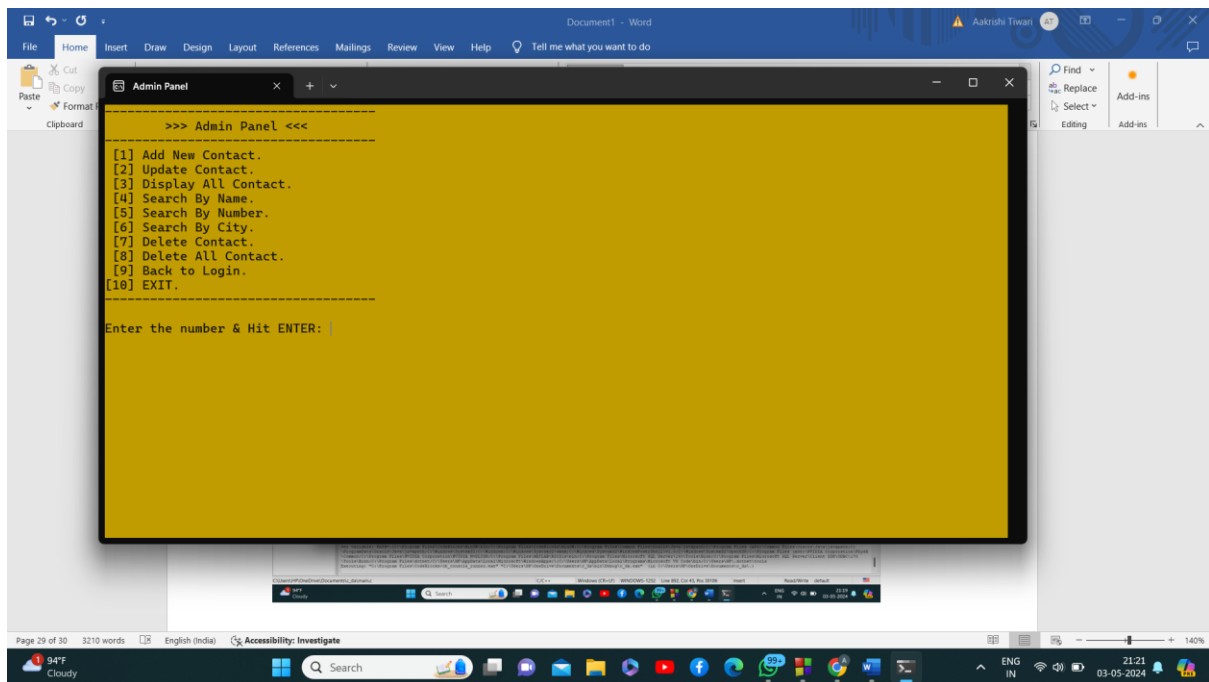 Document1 - Word
Aakrishi Tiwari AT
File Home Insert Draw Design Layout References Mailings Review View Help Tell me what you want to do
Cut
Copy
Paste
Format
Clipboard
Find
Replace
Select
Editing
Add-ins
Add-ins
Admin Panel
------------------------------------
>>> Admin Panel <<<
------------------------------------
[1] Add New Contact.
[2] Update Contact.
[3] Display All Contact.
[4] Search By Name.
[5] Search By Number.
[6] Search By City.
[7] Delete Contact.
[8] Delete All Contact.
[9] Back to Login.
[10] EXIT.
------------------------------------
Enter the number & Hit ENTER:
Search
Page 29 of 30 3210 words English (India) Accessibility: Investigate 140%
1 94°F
Cloudy
Search
99+
ENG
IN
21:21
03-05-2024